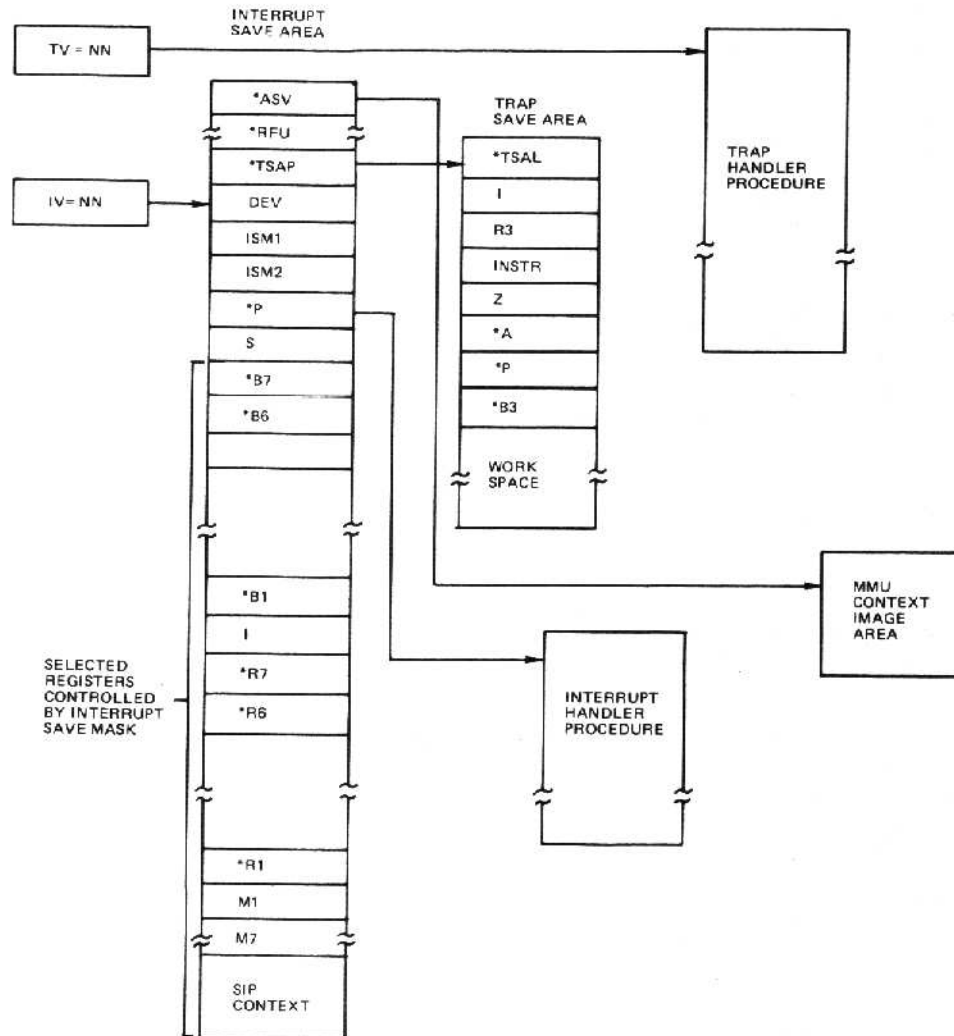 INTERRUPT
SAVE AREA
TV = NN
*ASV
*RFU
*TSAP
DEV
ISM1
ISM2
*P
S
*B7
*B6
*B1
I
*R7
*R6
*R1
M1
M7
SIP
CONTEXT
IV= NN
SELECTED
REGISTERS
CONTROLLED
BY INTERRUPT
SAVE MASK
TRAP
SAVE AREA
*TSAL
I
R3
INSTR
Z
*A
*P
*B3
WORK
SPACE
TRAP
HANDLER
PROCEDURE
MMU
CONTEXT
IMAGE
AREA
INTERRUPT
HANDLER
PROCEDURE